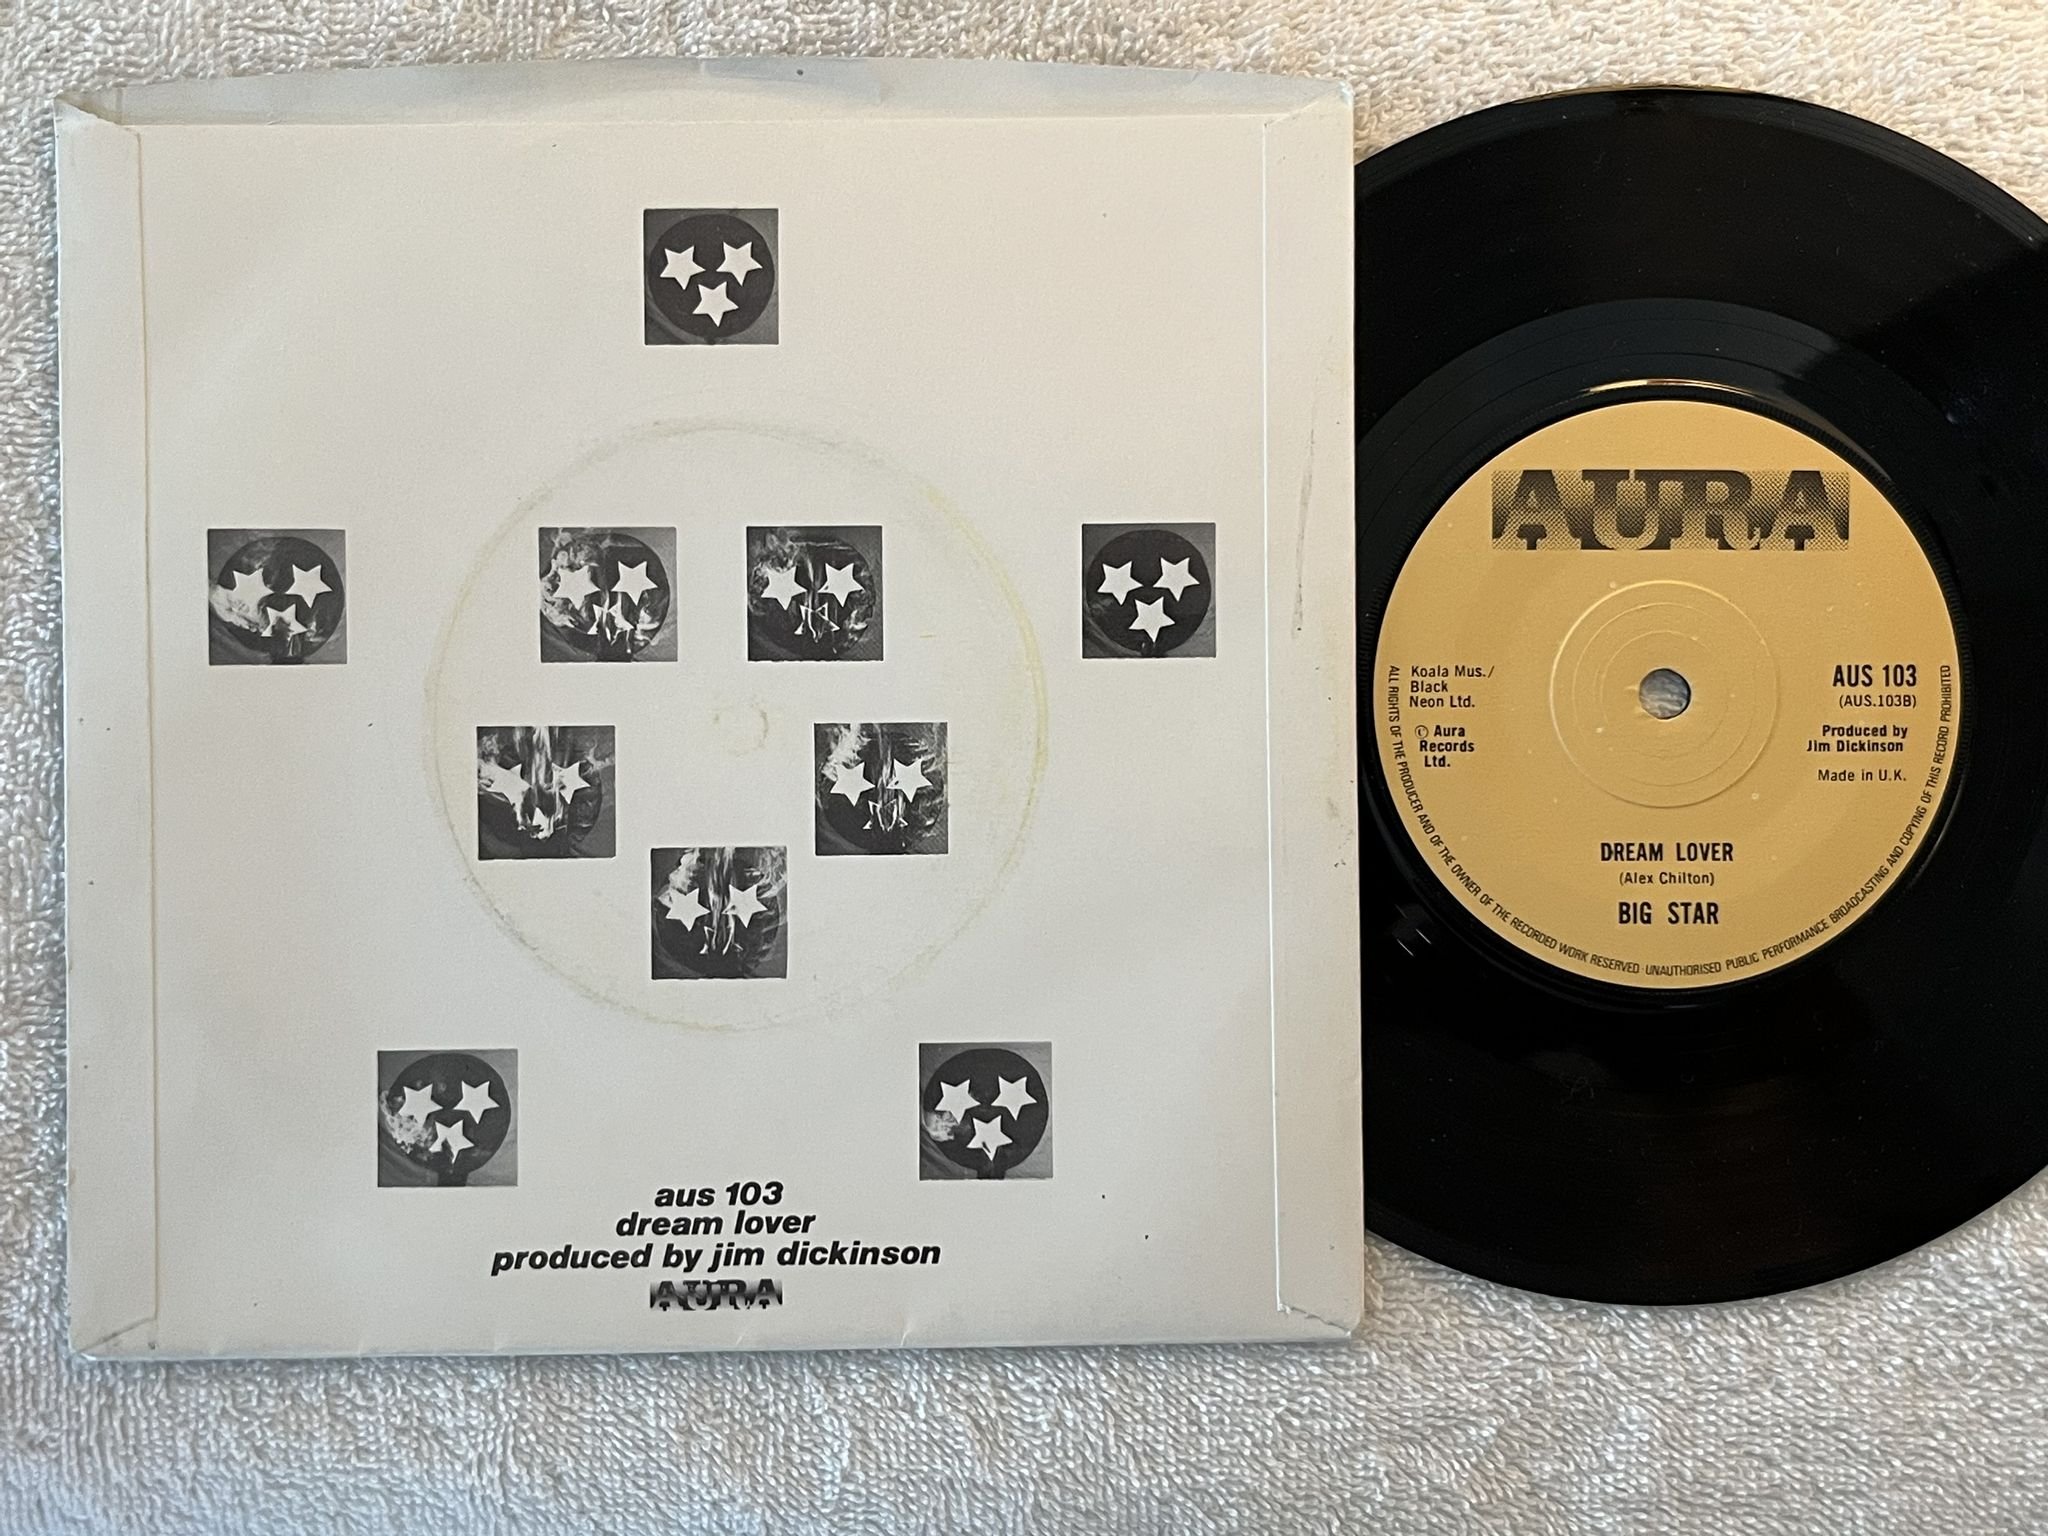 aus 103
dream lover
produced by jim dickinson
AURA
AURA
Koala Mus./
Black
Neon Ltd.
© Aura
Records
Ltd.
AUS 103
(AUS.103B)
Produced by
Jim Dickinson
Made in U.K.
DREAM LOVER
(Alex Chilton)
BIG STAR
ALL RIGHTS OF THE PRODUCER AND OF THE OWNER OF THE RECORDED WORK RESERVED · UNAUTHORISED PUBLIC PERFORMANCE BROADCASTING AND COPYING OF THIS RECORD PROHIBITED